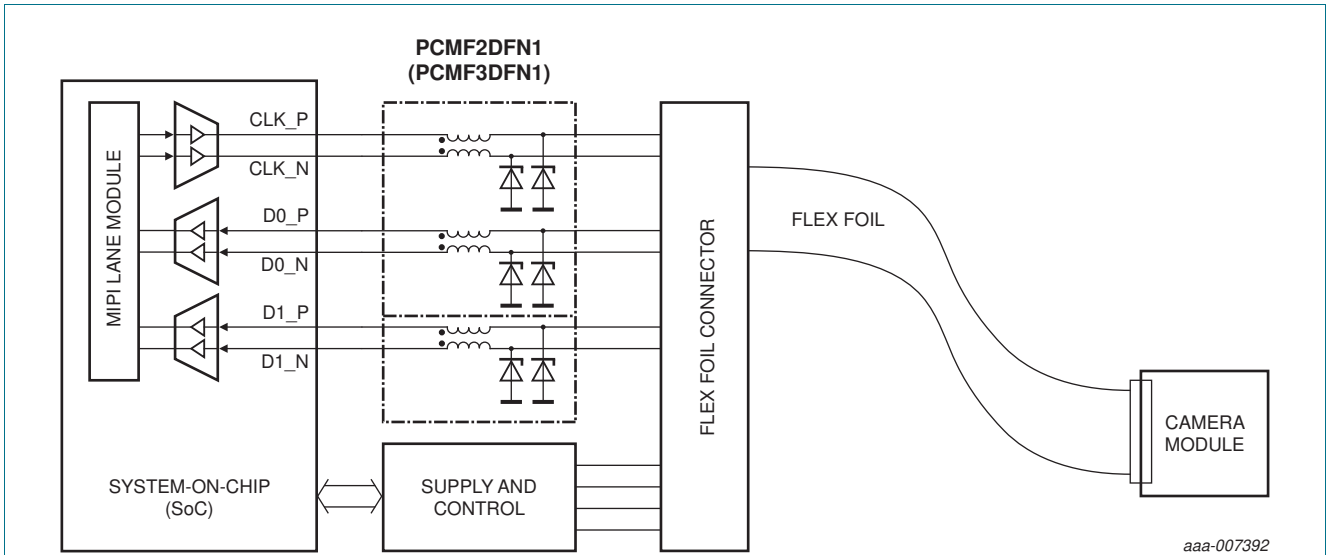 PCMF2DFN1
(PCMF3DFN1)
MIPI LANE MODULE
CLK_P
CLK_N
D0_P
D0_N
D1_P
D1_N
SYSTEM-ON-CHIP
(SoC)
SUPPLY AND
CONTROL
FLEX FOIL CONNECTOR
FLEX FOIL
CAMERA
MODULE
aaa-007392